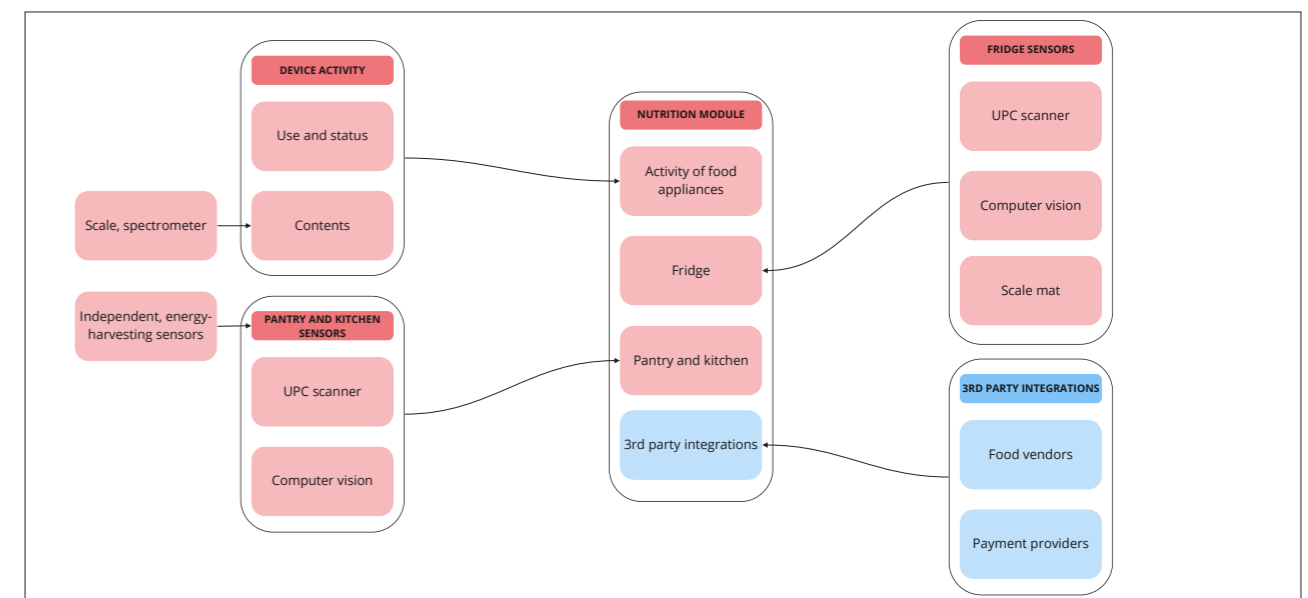 DEVICE ACTIVITY
Use and status
Contents
Scale, spectrometer
Independent, energy-
harvesting sensors
PANTRY AND KITCHEN
SENSORS
UPC scanner
Computer vision
NUTRITION MODULE
Activity of food
appliances
Fridge
Pantry and kitchen
3rd party integrations
FRIDGE SENSORS
UPC scanner
Computer vision
Scale mat
3RD PARTY INTEGRATIONS
Food vendors
Payment providers